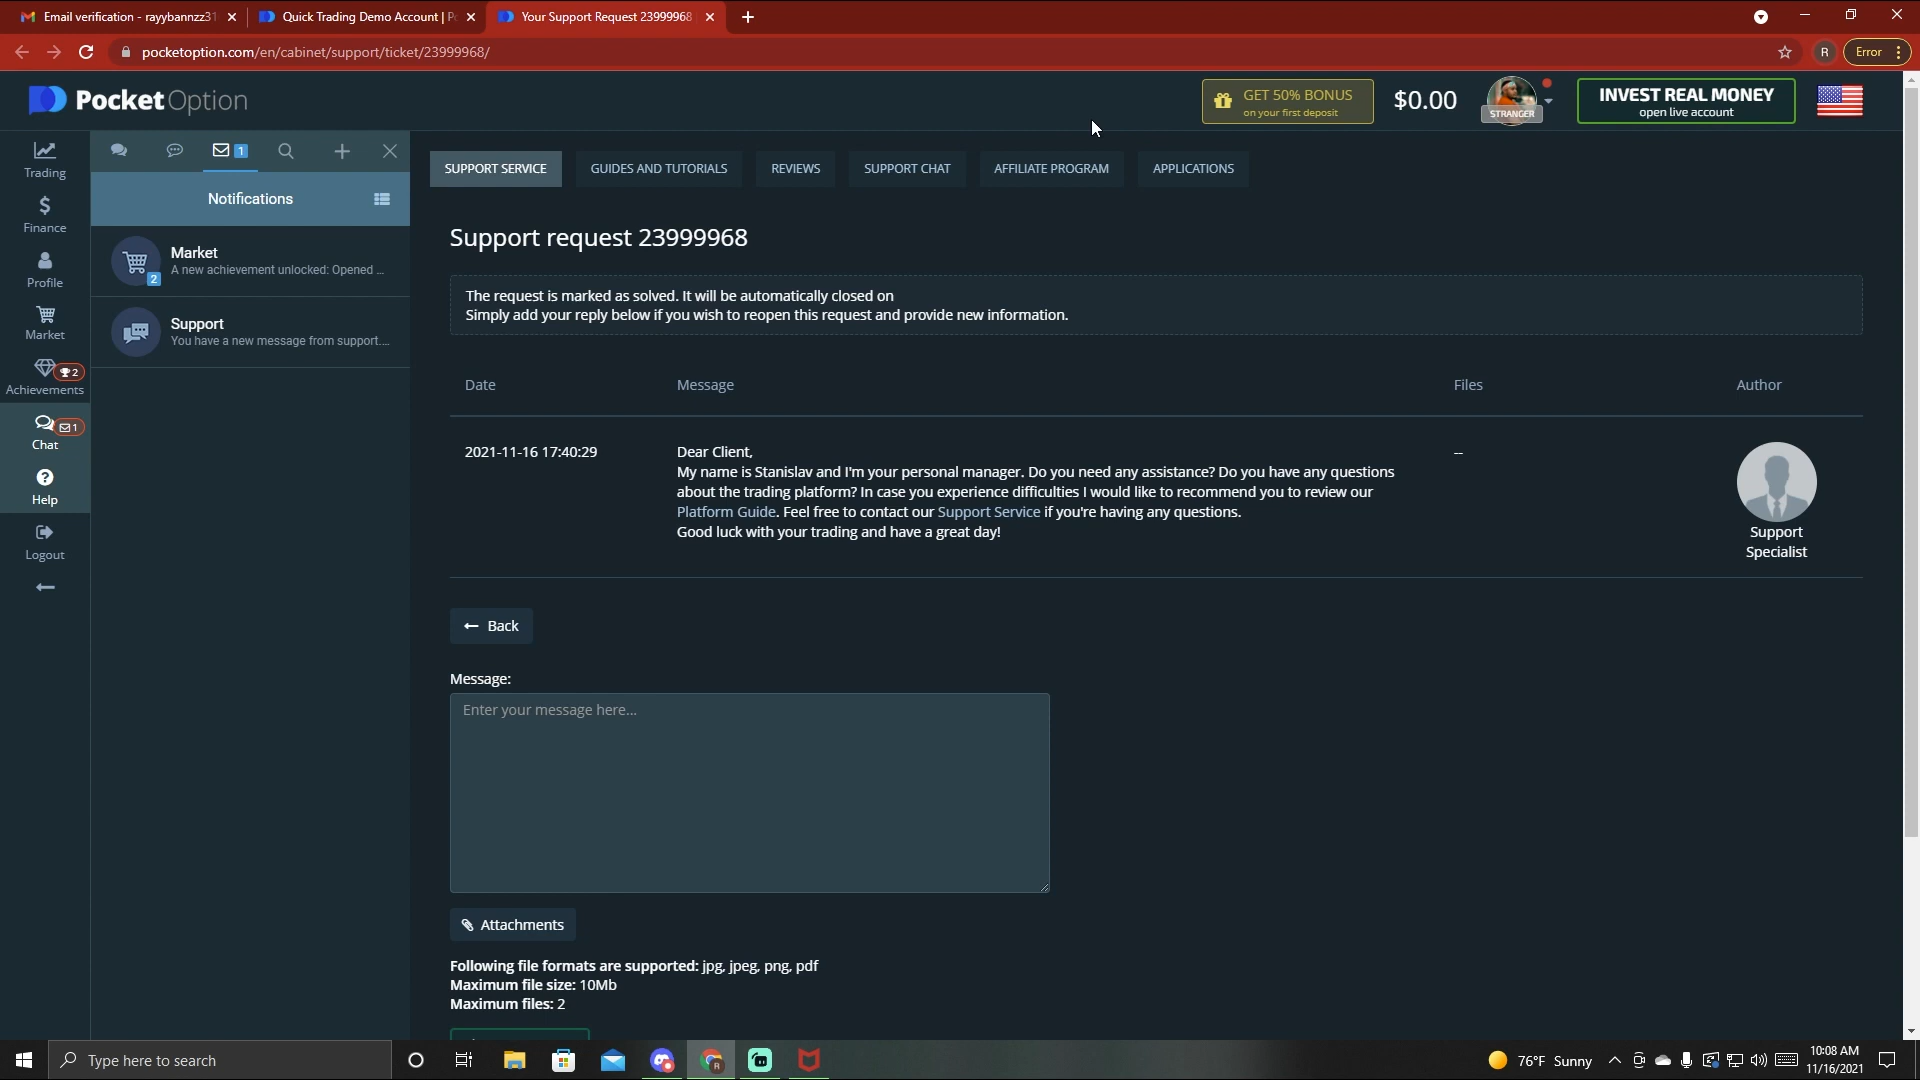 Email verification - rayybannzz31
Quick Trading Demo Account | Po
Your Support Request 23999968
pocketoption.com/en/cabinet/support/ticket/23999968/
R
Error
PocketOption
GET 50% BONUS
on your first deposit
$0.00
STRANGER
INVEST REAL MONEY
open live account
Trading
Finance
Profile
Market
2
Achievements
1
Chat
Help
Logout
1
Notifications
Market
A new achievement unlocked: Opened ...
2
Support
You have a new message from support....
SUPPORT SERVICE
GUIDES AND TUTORIALS
REVIEWS
SUPPORT CHAT
AFFILIATE PROGRAM
APPLICATIONS
Support request 23999968
The request is marked as solved. It will be automatically closed on
Simply add your reply below if you wish to reopen this request and provide new information.
Date Message Files Author
2021-11-16 17:40:29
Dear Client,
My name is Stanislav and I'm your personal manager. Do you need any assistance? Do you have any questions
about the trading platform? In case you experience difficulties I would like to recommend you to review our
Platform Guide. Feel free to contact our Support Service if you're having any questions.
Good luck with your trading and have a great day!
--
Support
Specialist
Back
Message:
Enter your message here...
Attachments
Following file formats are supported: jpg, jpeg, png, pdf
Maximum file size: 10Mb
Maximum files: 2
Type here to search
R
76°F Sunny
10:08 AM
11/16/2021